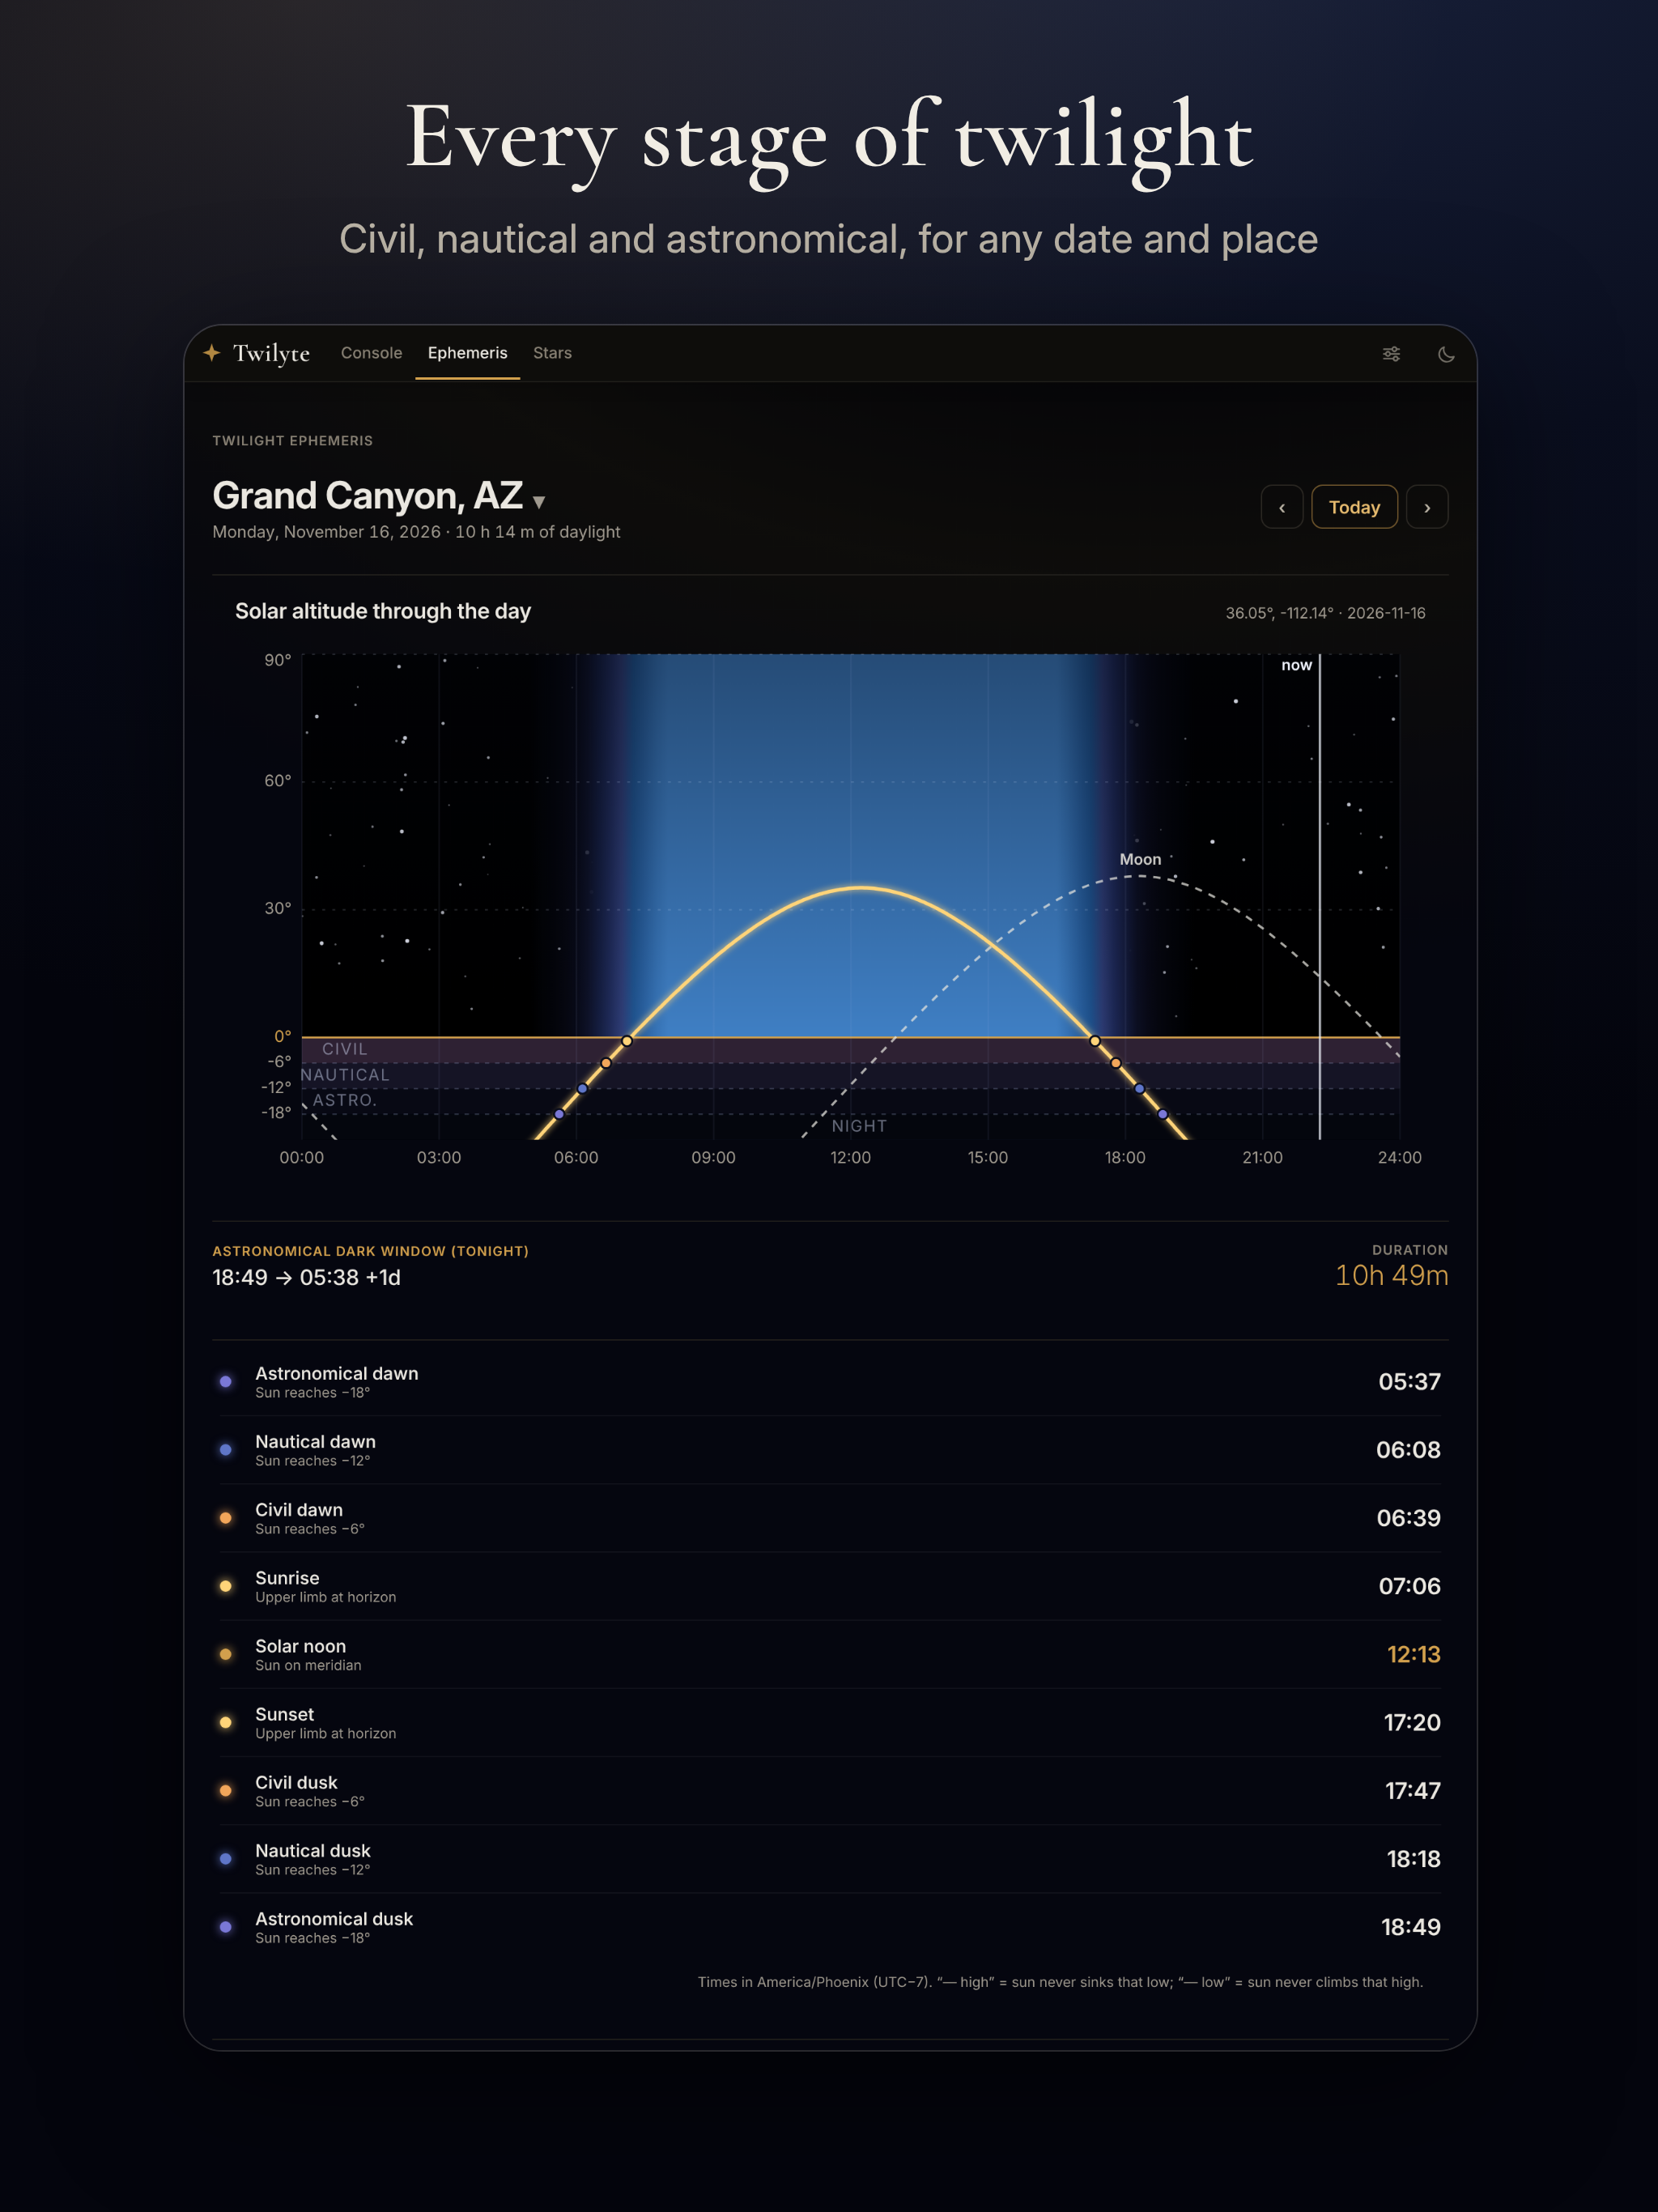 Every stage of twilight
Civil, nautical and astronomical, for any date and place
Twilyte Console Ephemeris Stars
TWILIGHT EPHEMERIS
Grand Canyon, AZ ▾
‹ Today ›
Monday, November 16, 2026 · 10 h 14 m of daylight
Solar altitude through the day
36.05°, -112.14° · 2026-11-16
90°
now
60°
Moon
30°
0°
CIVIL
-6°
NAUTICAL
-12°
ASTRO.
-18°
NIGHT
00:00 03:00 06:00 09:00 12:00 15:00 18:00 21:00 24:00
ASTRONOMICAL DARK WINDOW (TONIGHT)
18:49 → 05:38 +1d
DURATION
10h 49m
Astronomical dawn
Sun reaches −18°
05:37
Nautical dawn
Sun reaches −12°
06:08
Civil dawn
Sun reaches −6°
06:39
Sunrise
Upper limb at horizon
07:06
Solar noon
Sun on meridian
12:13
Sunset
Upper limb at horizon
17:20
Civil dusk
Sun reaches −6°
17:47
Nautical dusk
Sun reaches −12°
18:18
Astronomical dusk
Sun reaches −18°
18:49
Times in America/Phoenix (UTC−7). “— high” = sun never sinks that low; “— low” = sun never climbs that high.